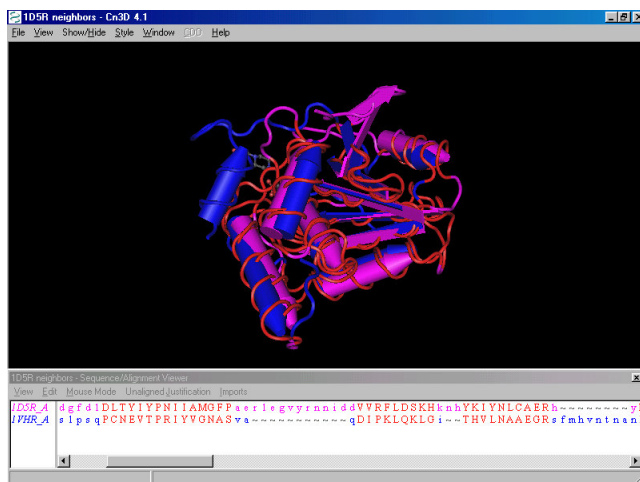 1D5R neighbors - Cn3D 4.1
File View Show/Hide Style Window CDD Help
1D5R neighbors - Sequence/Alignment Viewer
View Edit Mouse Mode Unaligned Justification Imports
1D5R_A dgfdlDLTYIYPNIIAMGFPaerlegvyrnniddVVRFLDSKHknhYKIYNLCAERh~~~~~~~~y
1VHR_A slpsqPCNEVTPRIYVGNASva~~~~~~~~~~~qDIPKLQKLGi~~THVLNAAEGRsfmhvntnan